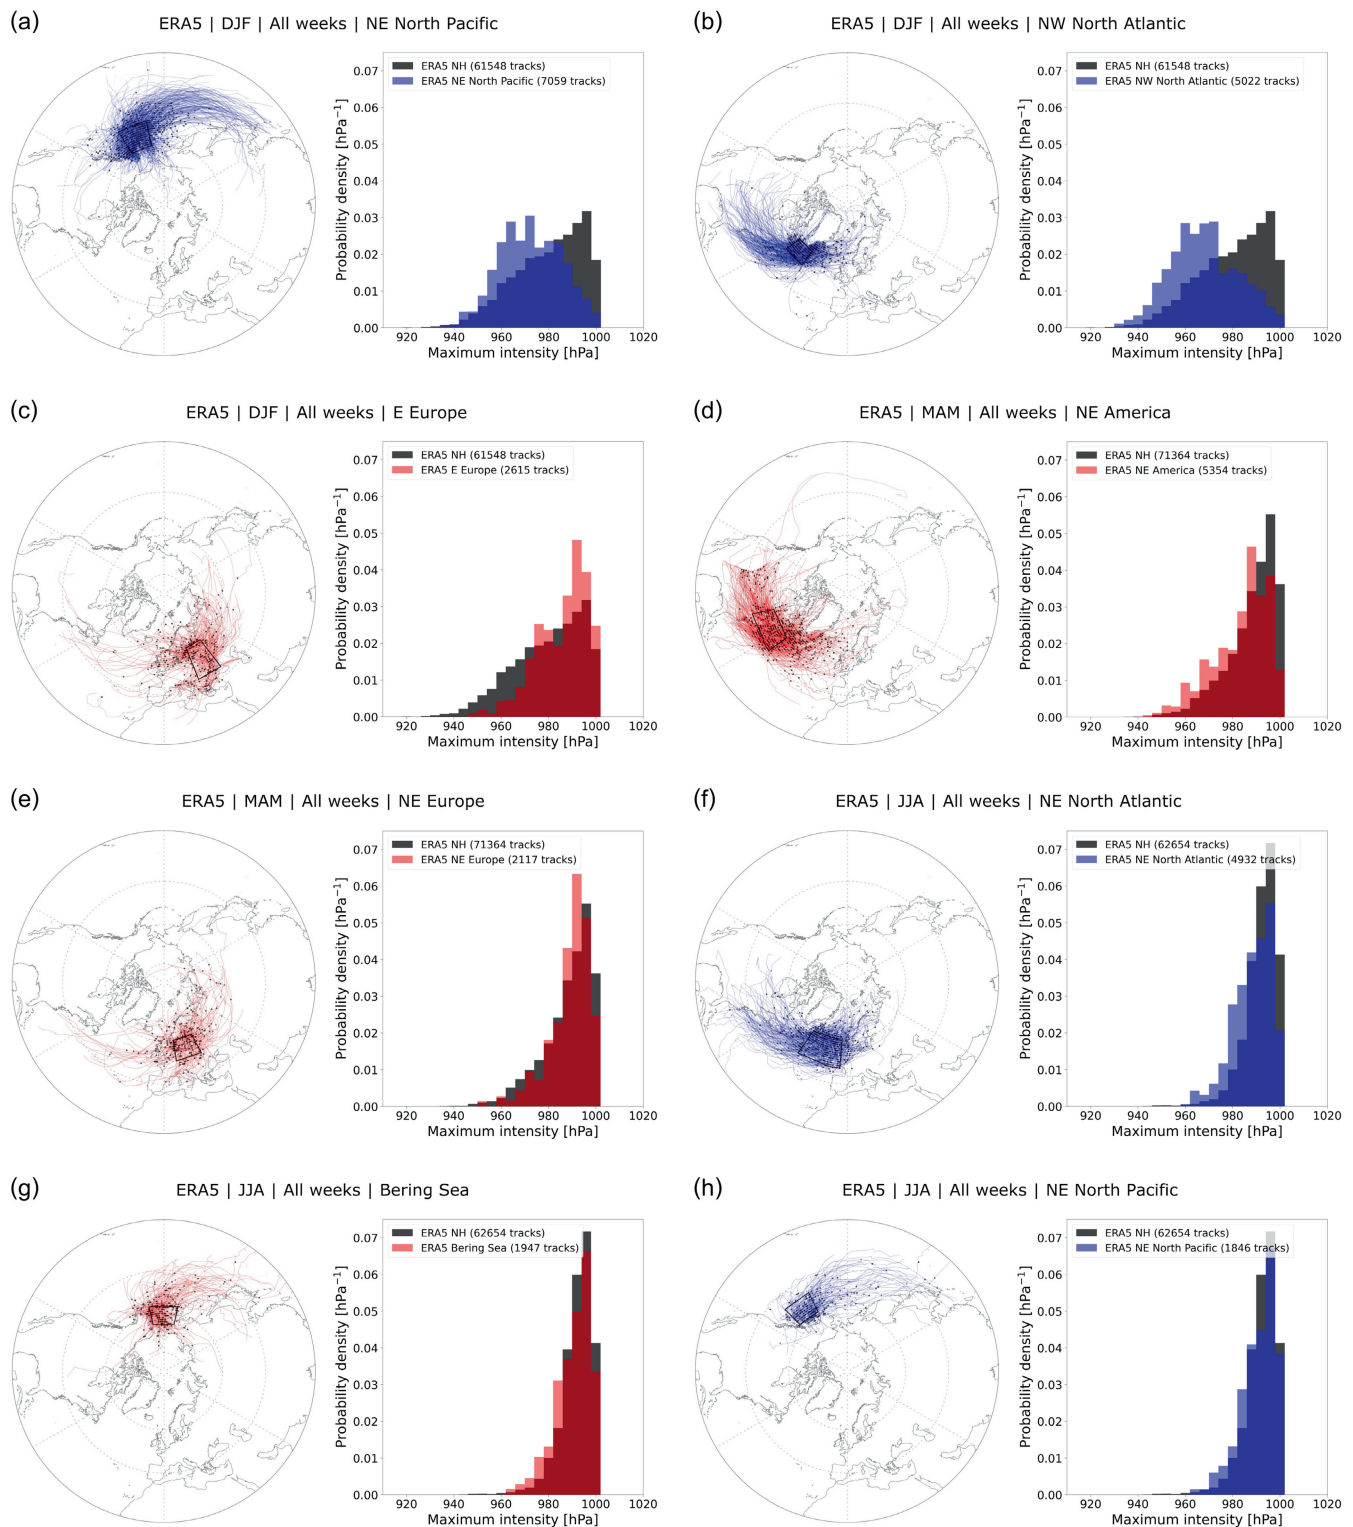 (a)
ERA5 | DJF | All weeks | NE North Pacific
ERA5 NH (61548 tracks)
ERA5 NE North Pacific (7059 tracks)
Probability density [hPa⁻¹]
0.07
0.06
0.05
0.04
0.03
0.02
0.01
0.00
920 940 960 980 1000 1020
Maximum intensity [hPa]
(b)
ERA5 | DJF | All weeks | NW North Atlantic
ERA5 NH (61548 tracks)
ERA5 NW North Atlantic (5022 tracks)
Probability density [hPa⁻¹]
0.07
0.06
0.05
0.04
0.03
0.02
0.01
0.00
920 940 960 980 1000 1020
Maximum intensity [hPa]
(c)
ERA5 | DJF | All weeks | E Europe
ERA5 NH (61548 tracks)
ERA5 E Europe (2615 tracks)
Probability density [hPa⁻¹]
0.07
0.06
0.05
0.04
0.03
0.02
0.01
0.00
920 940 960 980 1000 1020
Maximum intensity [hPa]
(d)
ERA5 | MAM | All weeks | NE America
ERA5 NH (71364 tracks)
ERA5 NE America (5354 tracks)
Probability density [hPa⁻¹]
0.07
0.06
0.05
0.04
0.03
0.02
0.01
0.00
920 940 960 980 1000 1020
Maximum intensity [hPa]
(e)
ERA5 | MAM | All weeks | NE Europe
ERA5 NH (71364 tracks)
ERA5 NE Europe (2117 tracks)
Probability density [hPa⁻¹]
0.07
0.06
0.05
0.04
0.03
0.02
0.01
0.00
920 940 960 980 1000 1020
Maximum intensity [hPa]
(f)
ERA5 | JJA | All weeks | NE North Atlantic
ERA5 NH (62654 tracks)
ERA5 NE North Atlantic (4932 tracks)
Probability density [hPa⁻¹]
0.07
0.06
0.05
0.04
0.03
0.02
0.01
0.00
920 940 960 980 1000 1020
Maximum intensity [hPa]
(g)
ERA5 | JJA | All weeks | Bering Sea
ERA5 NH (62654 tracks)
ERA5 Bering Sea (1947 tracks)
Probability density [hPa⁻¹]
0.07
0.06
0.05
0.04
0.03
0.02
0.01
0.00
920 940 960 980 1000 1020
Maximum intensity [hPa]
(h)
ERA5 | JJA | All weeks | NE North Pacific
ERA5 NH (62654 tracks)
ERA5 NE North Pacific (1846 tracks)
Probability density [hPa⁻¹]
0.07
0.06
0.05
0.04
0.03
0.02
0.01
0.00
920 940 960 980 1000 1020
Maximum intensity [hPa]